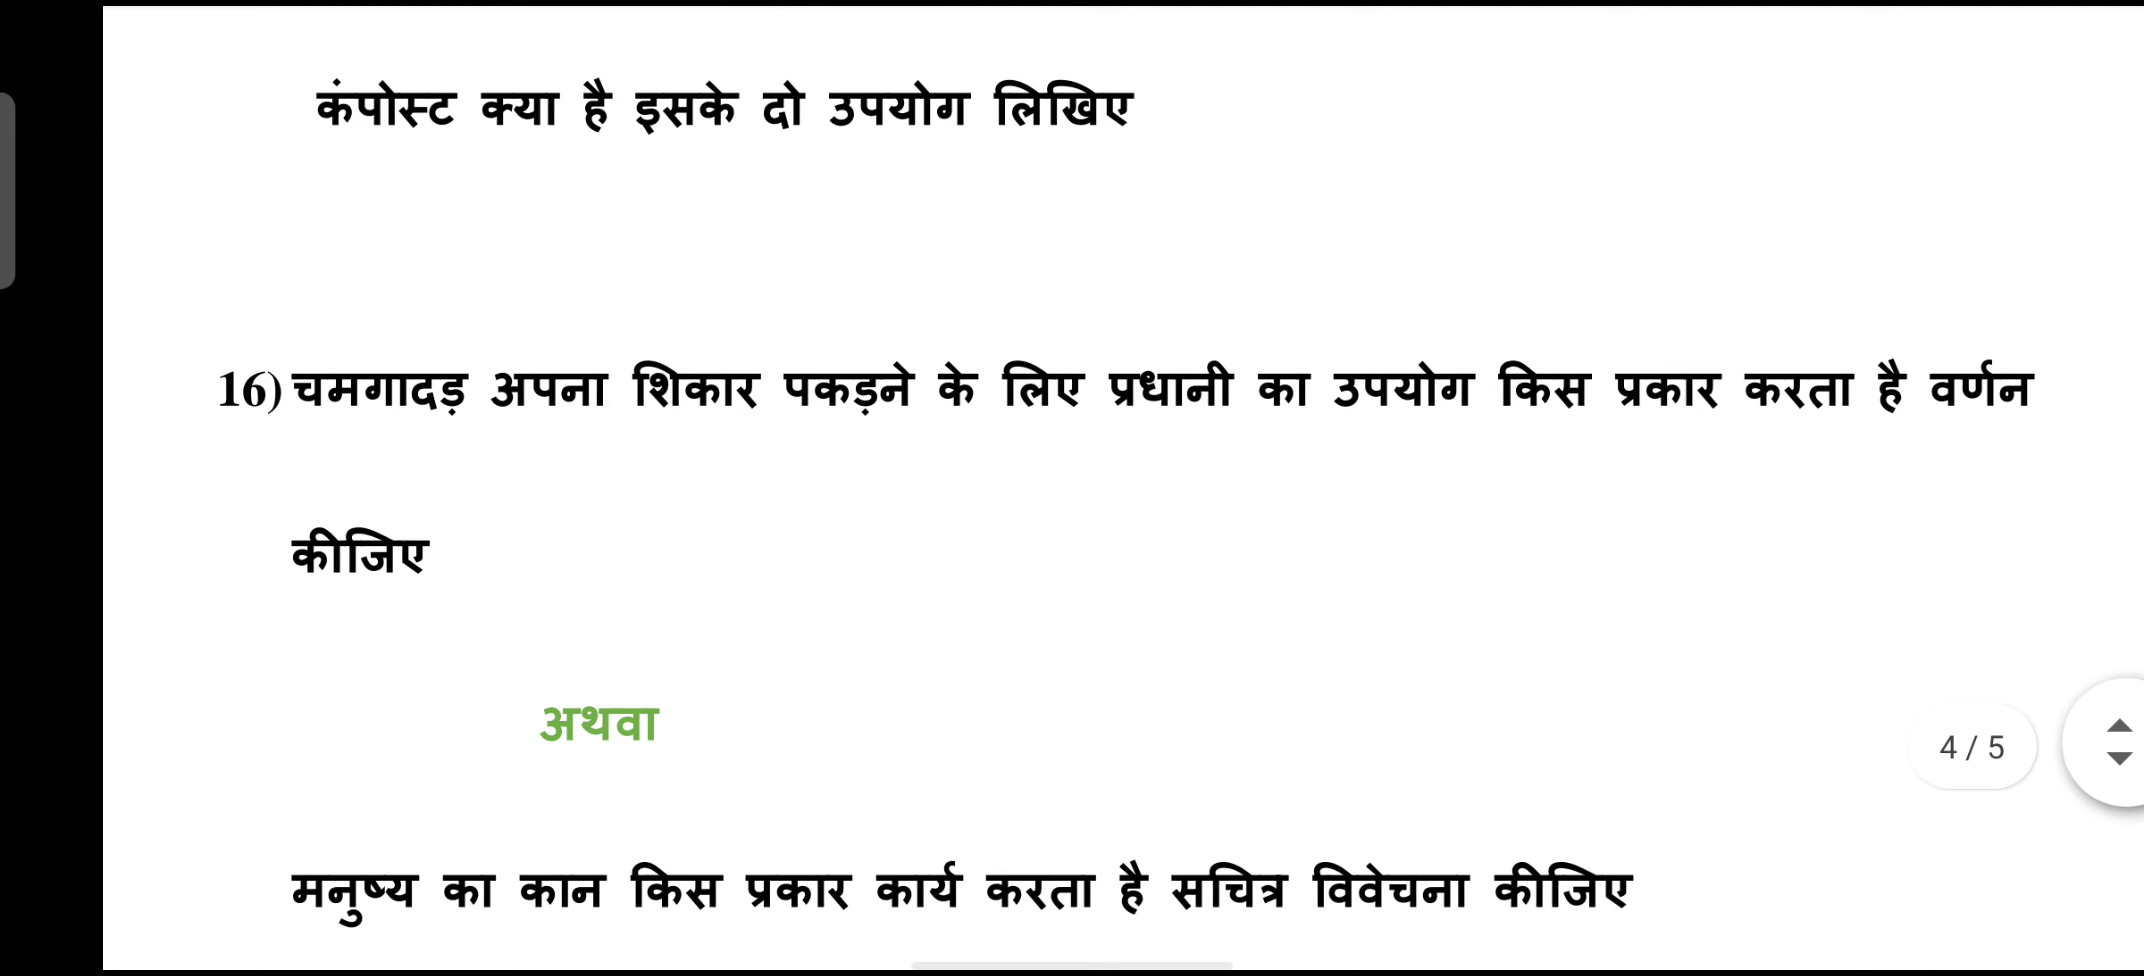 कंपोस्ट क्या है इसके दो उपयोग लिखिए
16) चमगादड़ अपना शिकार पकड़ने के लिए प्रधानी का उपयोग किस प्रकार करता है वर्णन
कीजिए
अथवा
4 / 5
मनुष्य का कान किस प्रकार कार्य करता है सचित्र विवेचना कीजिए